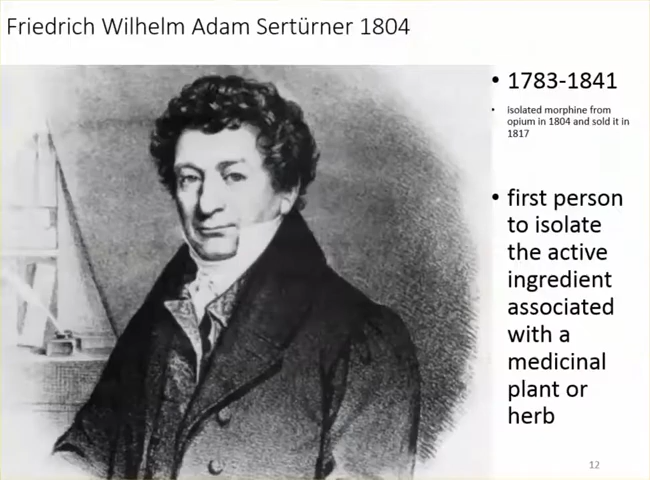 Friedrich Wilhelm Adam Sertürner 1804
• 1783-1841
• isolated morphine from
opium in 1804 and sold it in
1817
• first person
to isolate
the active
ingredient
associated
with a
medicinal
plant or
herb
12